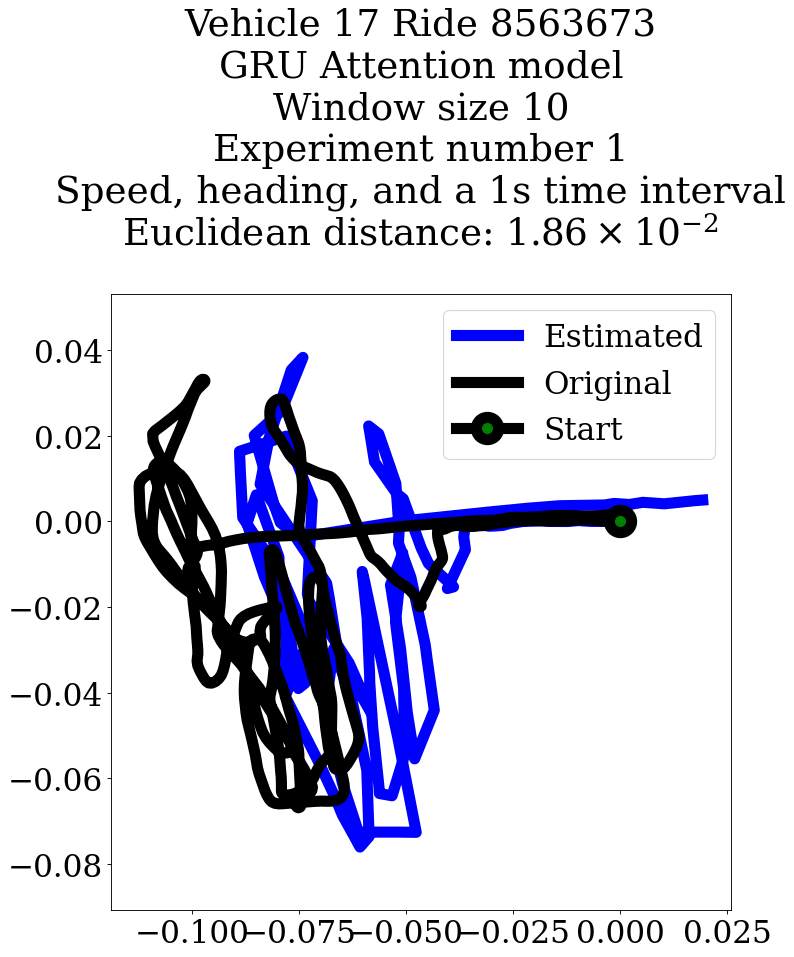 Vehicle 17 Ride 8563673
GRU Attention model
Window size 10
Experiment number 1
Speed, heading, and a 1s time interval
Euclidean distance: 1.86 × 10⁻²
Estimated
Original
Start
0.04
0.02
0.00
−0.02
−0.04
−0.06
−0.08
−0.100 −0.075 −0.050 −0.025 0.000 0.025